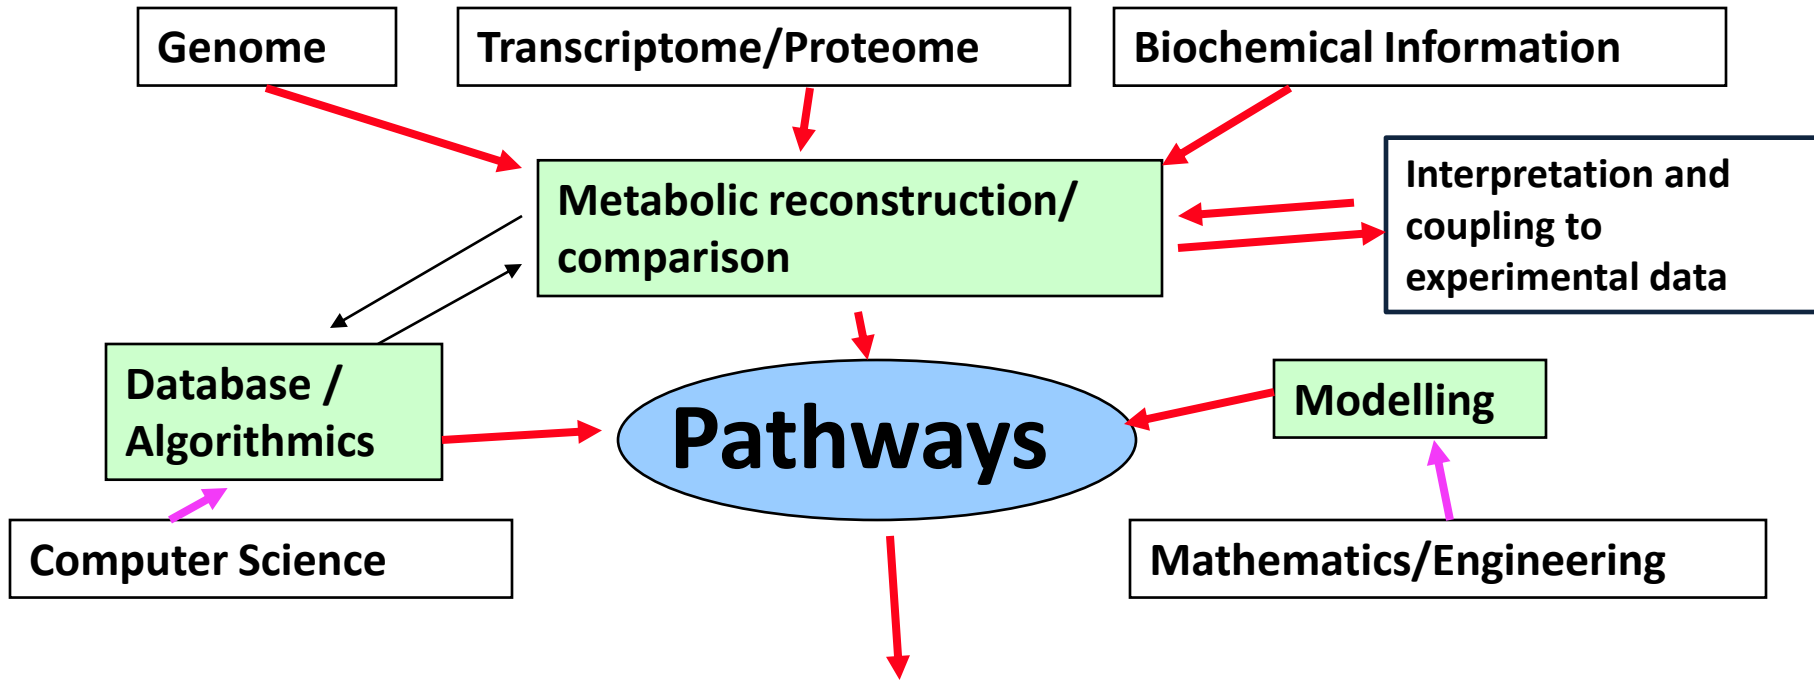 Genome
Transcriptome/Proteome
Biochemical Information
Metabolic reconstruction/
comparison
Interpretation and
coupling to
experimental data
Database /
Algorithmics
Pathways
Modelling
Computer Science
Mathematics/Engineering